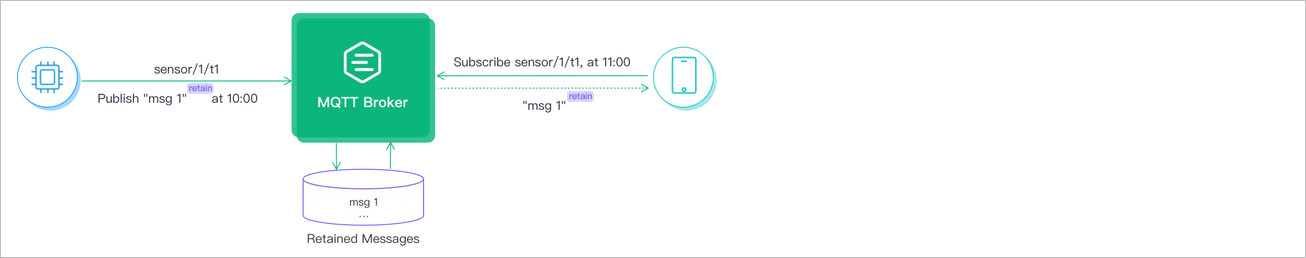 sensor/1/t1
Publish "msg 1" retain at 10:00
MQTT Broker
Subscribe sensor/1/t1, at 11:00
"msg 1" retain
msg 1
...
Retained Messages